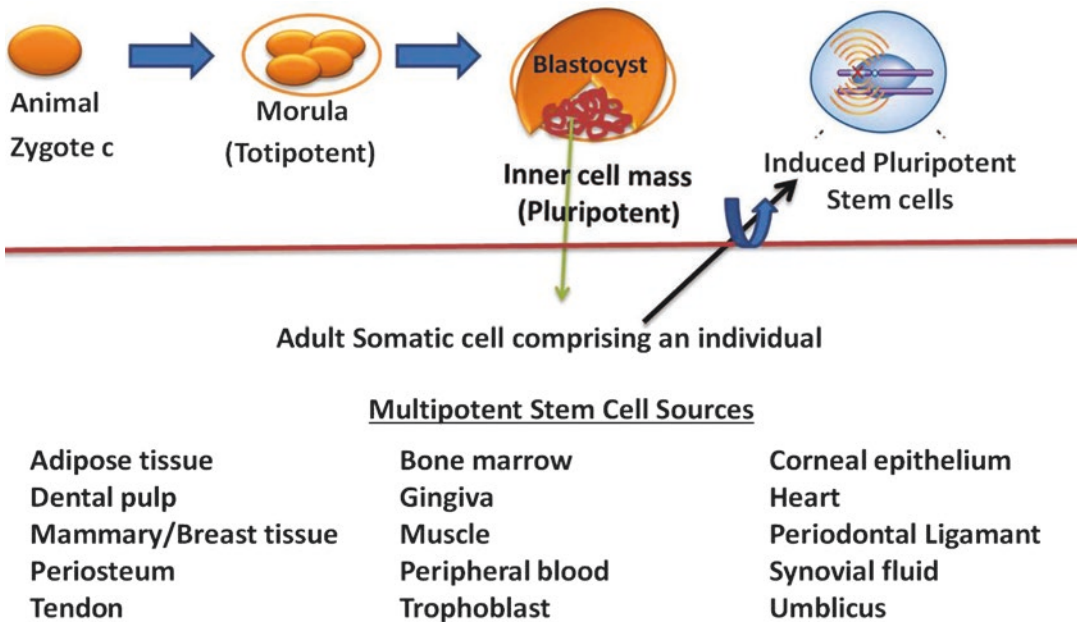 Animal
Zygote c
Morula
(Totipotent)
Blastocyst
Inner cell mass
(Pluripotent)
Induced Pluripotent
Stem cells
Adult Somatic cell comprising an individual
Multipotent Stem Cell Sources
Adipose tissue
Bone marrow
Corneal epithelium
Dental pulp
Gingiva
Heart
Mammary/Breast tissue
Muscle
Periodontal Ligamant
Periosteum
Peripheral blood
Synovial fluid
Tendon
Trophoblast
Umblicus